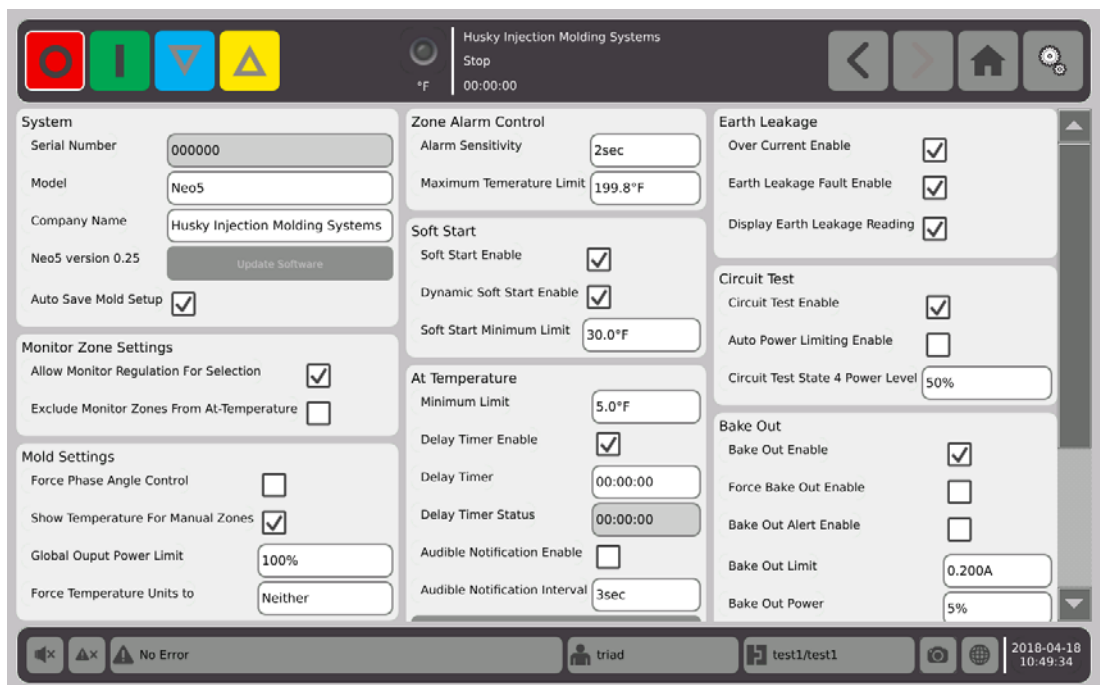 Husky Injection Molding Systems
Stop
°F
00:00:00
System
Serial Number
000000
Model
Neo5
Company Name
Husky Injection Molding Systems
Neo5 version 0.25
Update Software
Auto Save Mold Setup
Monitor Zone Settings
Allow Monitor Regulation For Selection
Exclude Monitor Zones From At-Temperature
Mold Settings
Force Phase Angle Control
Show Temperature For Manual Zones
Global Ouput Power Limit
100%
Force Temperature Units to
Neither
Zone Alarm Control
Alarm Sensitivity
2sec
Maximum Temerature Limit
199.8°F
Soft Start
Soft Start Enable
Dynamic Soft Start Enable
Soft Start Minimum Limit
30.0°F
At Temperature
Minimum Limit
5.0°F
Delay Timer Enable
Delay Timer
00:00:00
Delay Timer Status
00:00:00
Audible Notification Enable
Audible Notification Interval
3sec
Earth Leakage
Over Current Enable
Earth Leakage Fault Enable
Display Earth Leakage Reading
Circuit Test
Circuit Test Enable
Auto Power Limiting Enable
Circuit Test State 4 Power Level
50%
Bake Out
Bake Out Enable
Force Bake Out Enable
Bake Out Alert Enable
Bake Out Limit
0.200A
Bake Out Power
5%
No Error
triad
test1/test1
2018-04-18
10:49:34